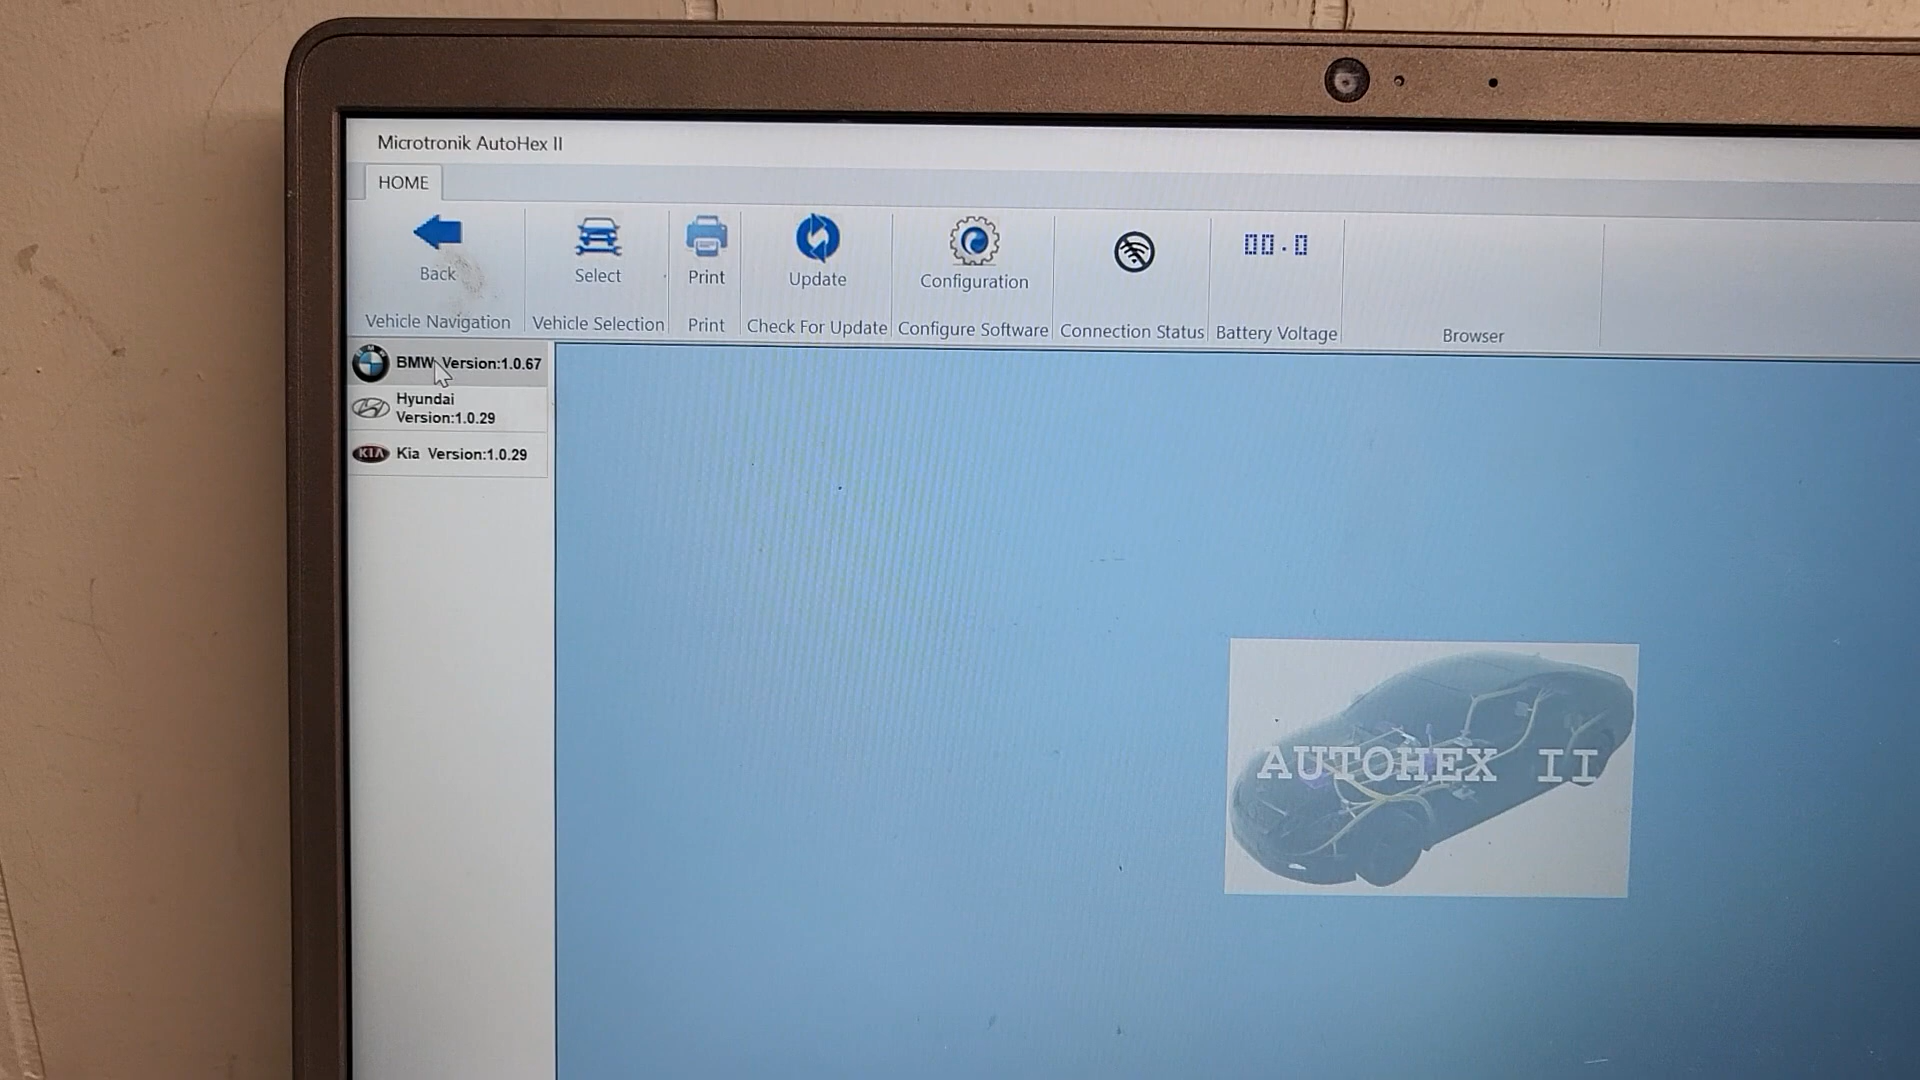 Microtronik AutoHex II
HOME
Back
Select
Print
Update
Configuration
00.0
Vehicle Navigation
Vehicle Selection
Print
Check For Update
Configure Software
Connection Status
Battery Voltage
Browser
BMW Version:1.0.67
Hyundai
Version:1.0.29
KIA Kia Version:1.0.29
AUTOHEX II